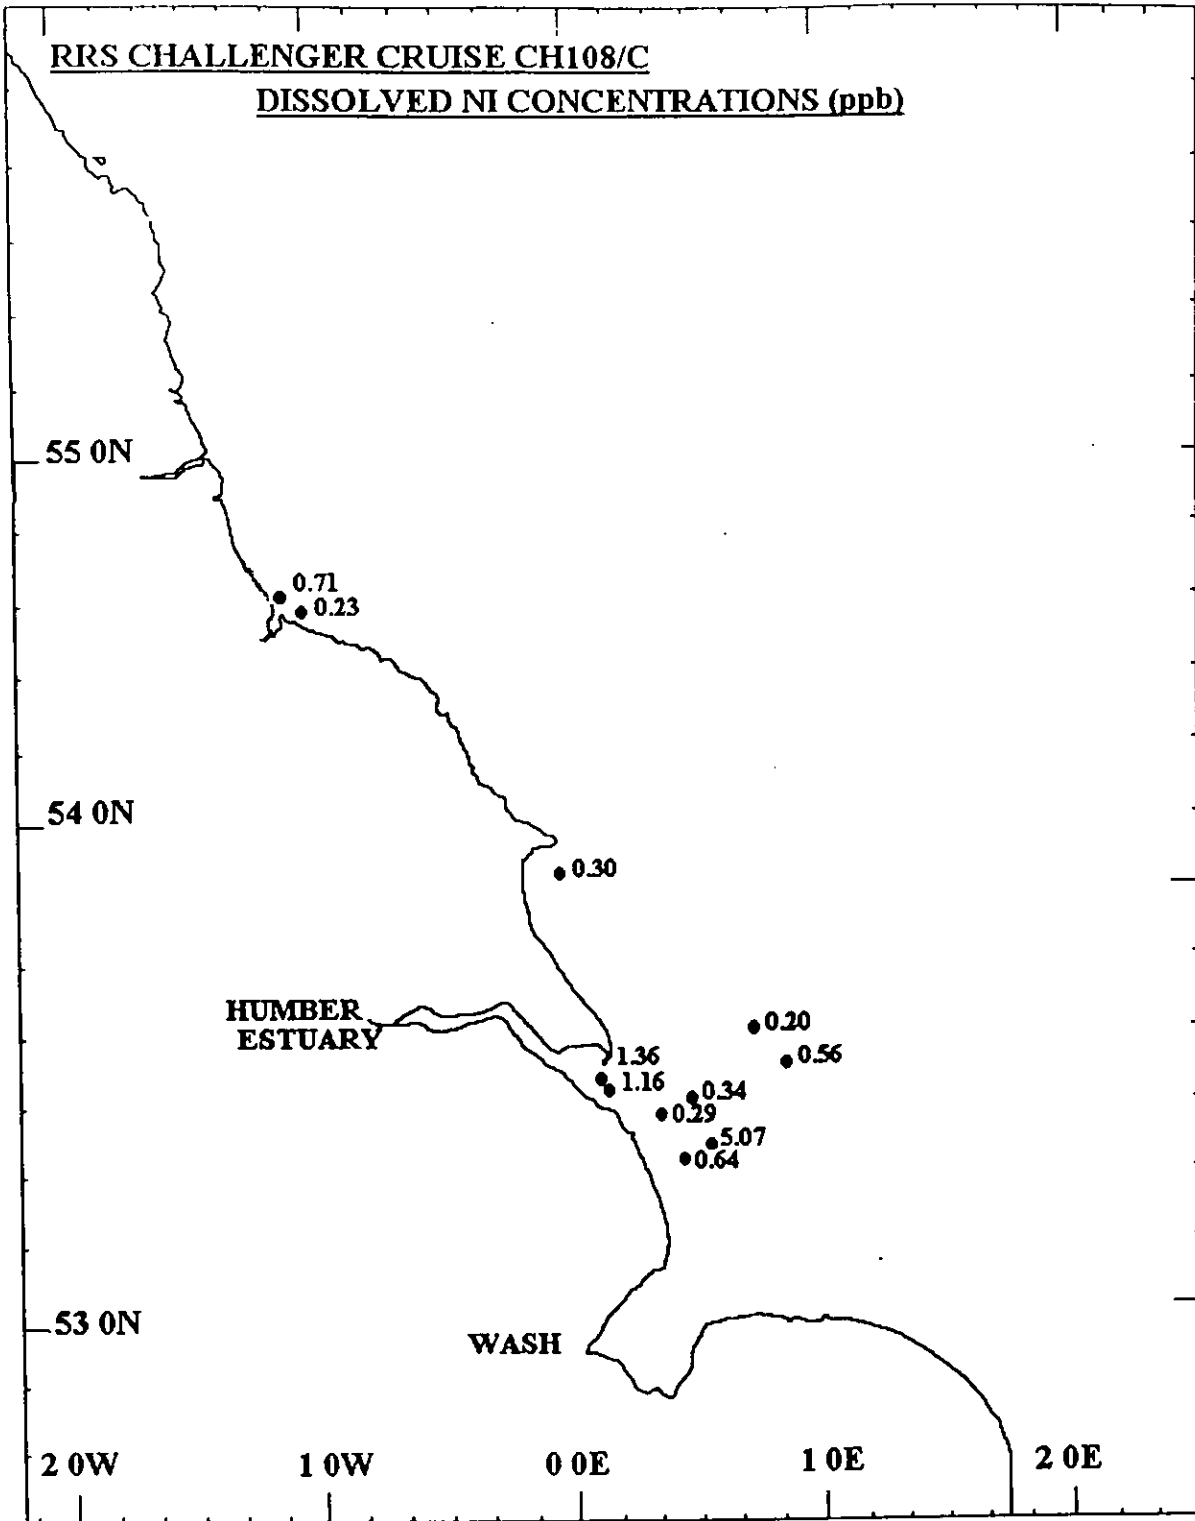 RRS CHALLENGER CRUISE CH108/C
DISSOLVED NI CONCENTRATIONS (ppb)
55 0N
0.71
0.23
54 0N
0.30
HUMBER
ESTUARY
0.20
0.56
1.36
1.16
0.34
0.29
5.07
0.64
53 0N
WASH
2 0W
1 0W
0 0E
1 0E
2 0E